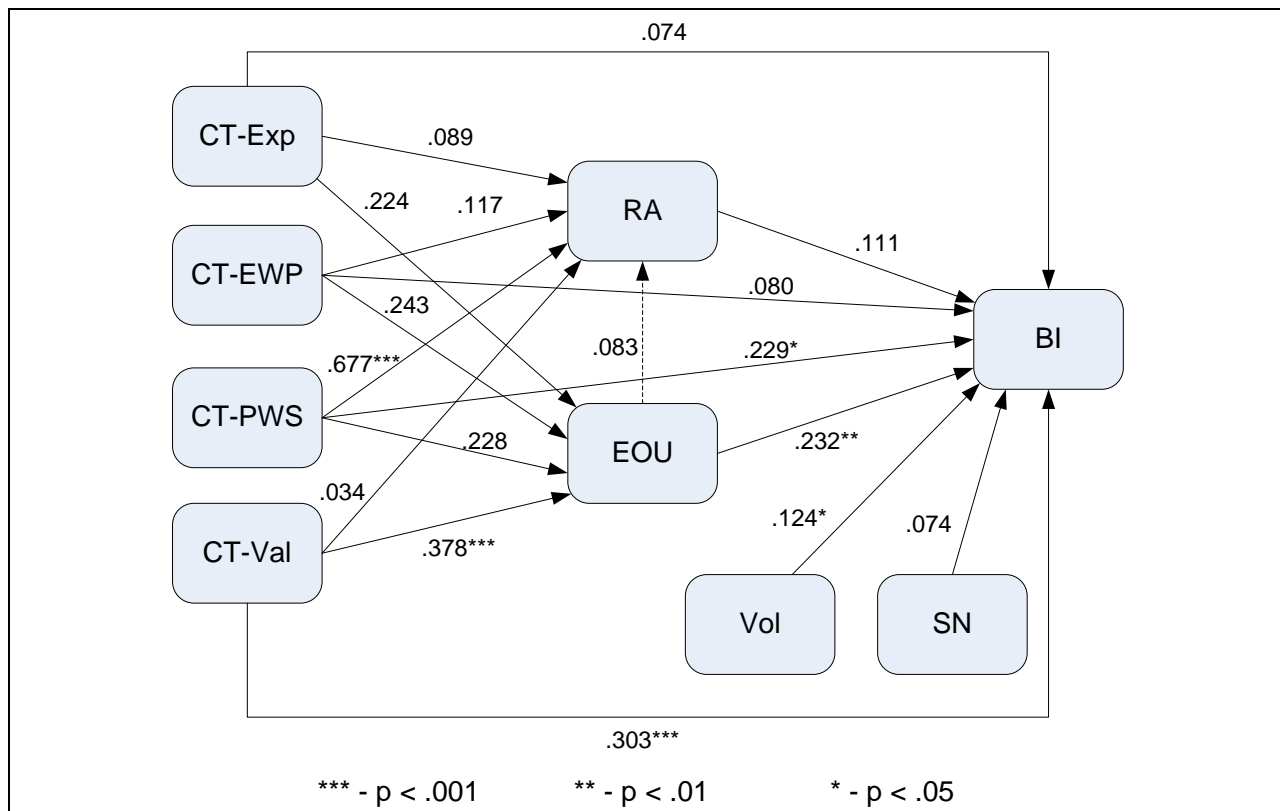 .074
CT-Exp
.089
.224
.117
RA
CT-EWP
.111
.243
.080
BI
.083
.229*
.677***
CT-PWS
.228
EOU
.232**
.034
CT-Val
.378***
.124*
.074
Vol
SN
.303***
*** - p < .001 ** - p < .01 * - p < .05